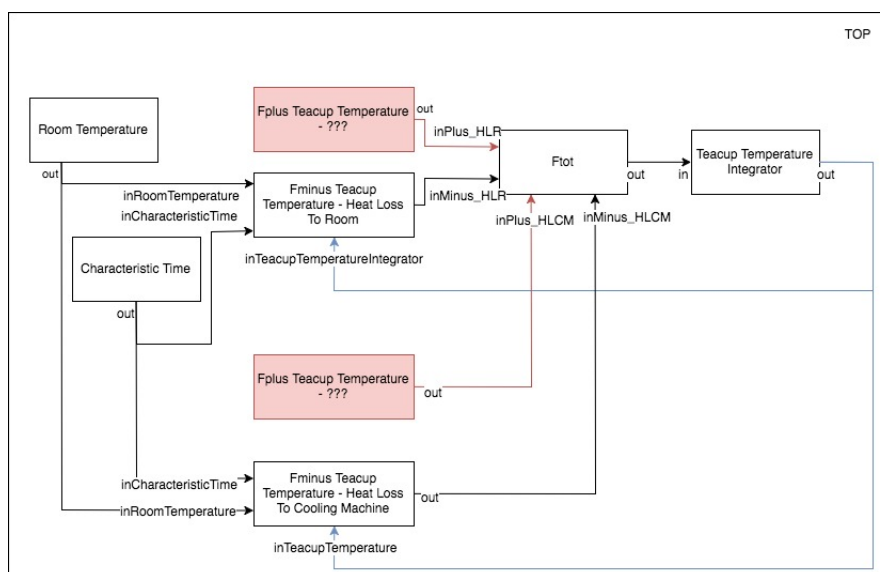 TOP
Fplus Teacup Temperature
- ???
out
inPlus_HLR
Room Temperature
out
Ftot
out
in
Teacup Temperature
Integrator
out
Fminus Teacup
Temperature - Heat Loss
To Room
out
inMinus_HLR
inRoomTemperature
inCharacteristicTime
inPlus_HLCM
inMinus_HLCM
inTeacupTemperatureIntegrator
Characteristic Time
out
Fplus Teacup Temperature
- ???
out
Fminus Teacup
Temperature - Heat Loss
To Cooling Machine
out
inCharacteristicTime
inRoomTemperature
inTeacupTemperature